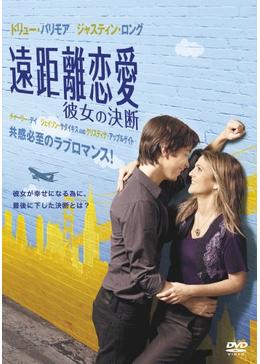 ドリュー・バリモア ジャスティン・ロング
遠距離恋愛
彼女の決断
チャーリー・デイ ジェイソン・サダイキス and クリスティナ・アップルゲイト
共感必至のラブロマンス!
彼女が幸せになる為に、
最後に下した決断とは?
DVD
VIDEO